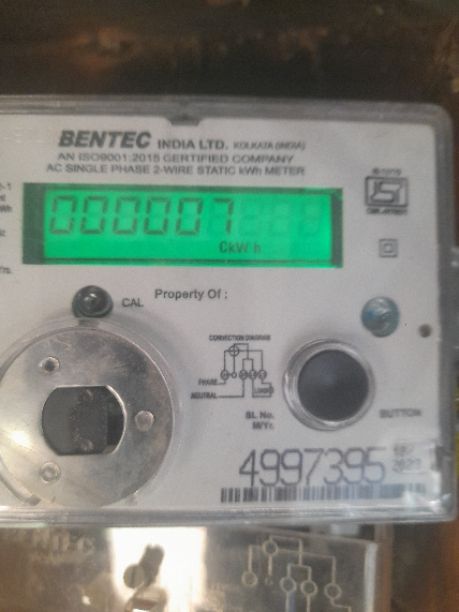 BENTEC INDIA LTD. KOLKATA (INDIA)
AN ISO9001:2015 CERTIFIED COMPANY
AC SINGLE PHASE 2-WIRE STATIC kWh METER
000007
CkWh
CAL
Property Of :
CONNECTION DIAGRAM
PHASE
NEUTRAL
LOAD
BUTTON
SL. No.
M/Yr.
4997395